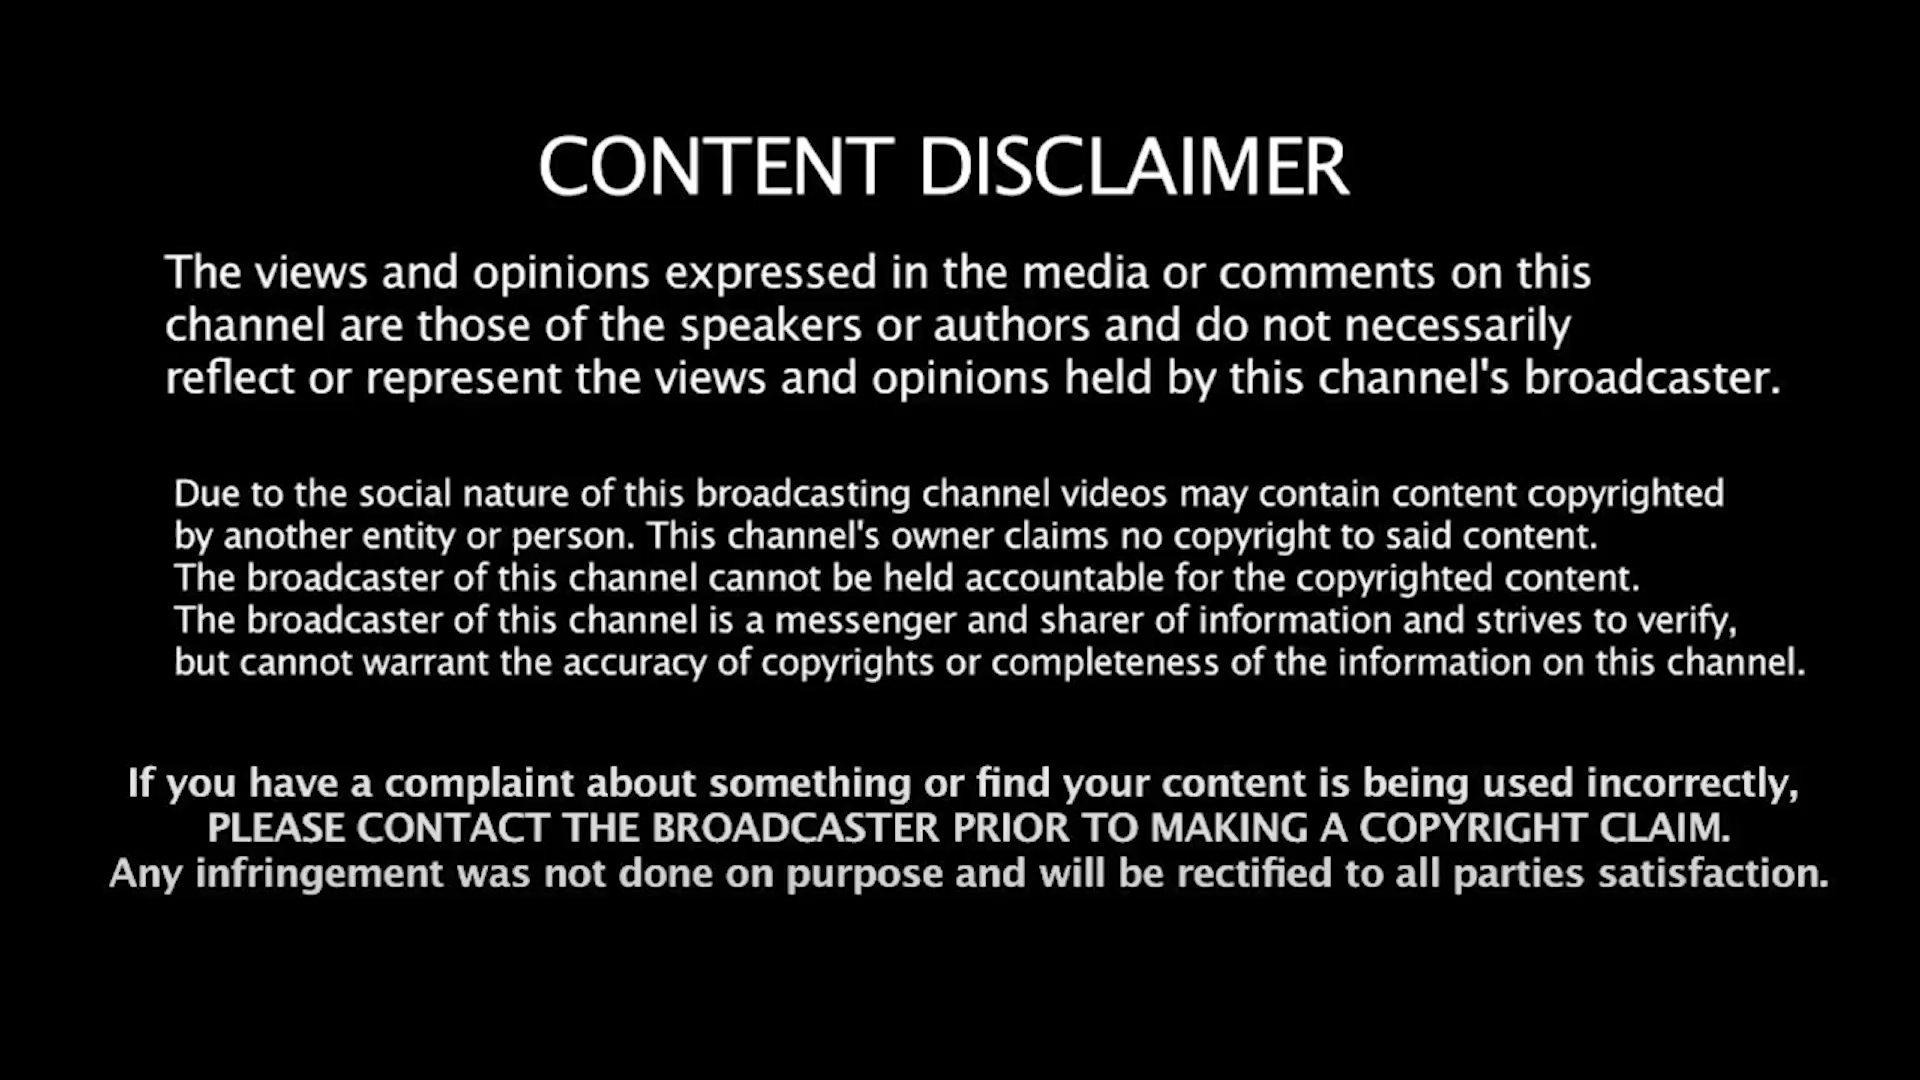 CONTENT DISCLAIMER
The views and opinions expressed in the media or comments on this
channel are those of the speakers or authors and do not necessarily
reflect or represent the views and opinions held by this channel's broadcaster.
Due to the social nature of this broadcasting channel videos may contain content copyrighted
by another entity or person. This channel's owner claims no copyright to said content.
The broadcaster of this channel cannot be held accountable for the copyrighted content.
The broadcaster of this channel is a messenger and sharer of information and strives to verify,
but cannot warrant the accuracy of copyrights or completeness of the information on this channel.
If you have a complaint about something or find your content is being used incorrectly,
PLEASE CONTACT THE BROADCASTER PRIOR TO MAKING A COPYRIGHT CLAIM.
Any infringement was not done on purpose and will be rectified to all parties satisfaction.